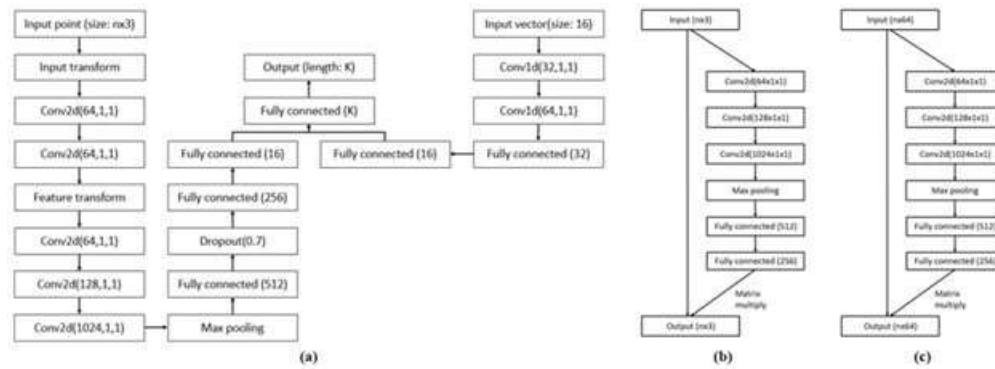 Input point (size: nx3)
Input transform
Conv2d(64,1,1)
Conv2d(64,1,1)
Feature transform
Conv2d(64,1,1)
Conv2d(128,1,1)
Conv2d(1024,1,1)
Max pooling
Fully connected (512)
Dropout(0.7)
Fully connected (256)
Fully connected (16)
Input vector(size: 16)
Conv1d(32,1,1)
Conv1d(64,1,1)
Fully connected (32)
Fully connected (16)
Fully connected (K)
Output (length: K)
(a)
Input (nx3)
Conv2d(64x1x1)
Conv2d(128x1x1)
Conv2d(1024x1x1)
Max pooling
Fully connected (512)
Fully connected (256)
Matrix
multiply
Output (nx3)
(b)
Input (nx64)
Conv2d(64x1x1)
Conv2d(128x1x1)
Conv2d(1024x1x1)
Max pooling
Fully connected (512)
Fully connected (256)
Matrix
multiply
Output (nx64)
(c)